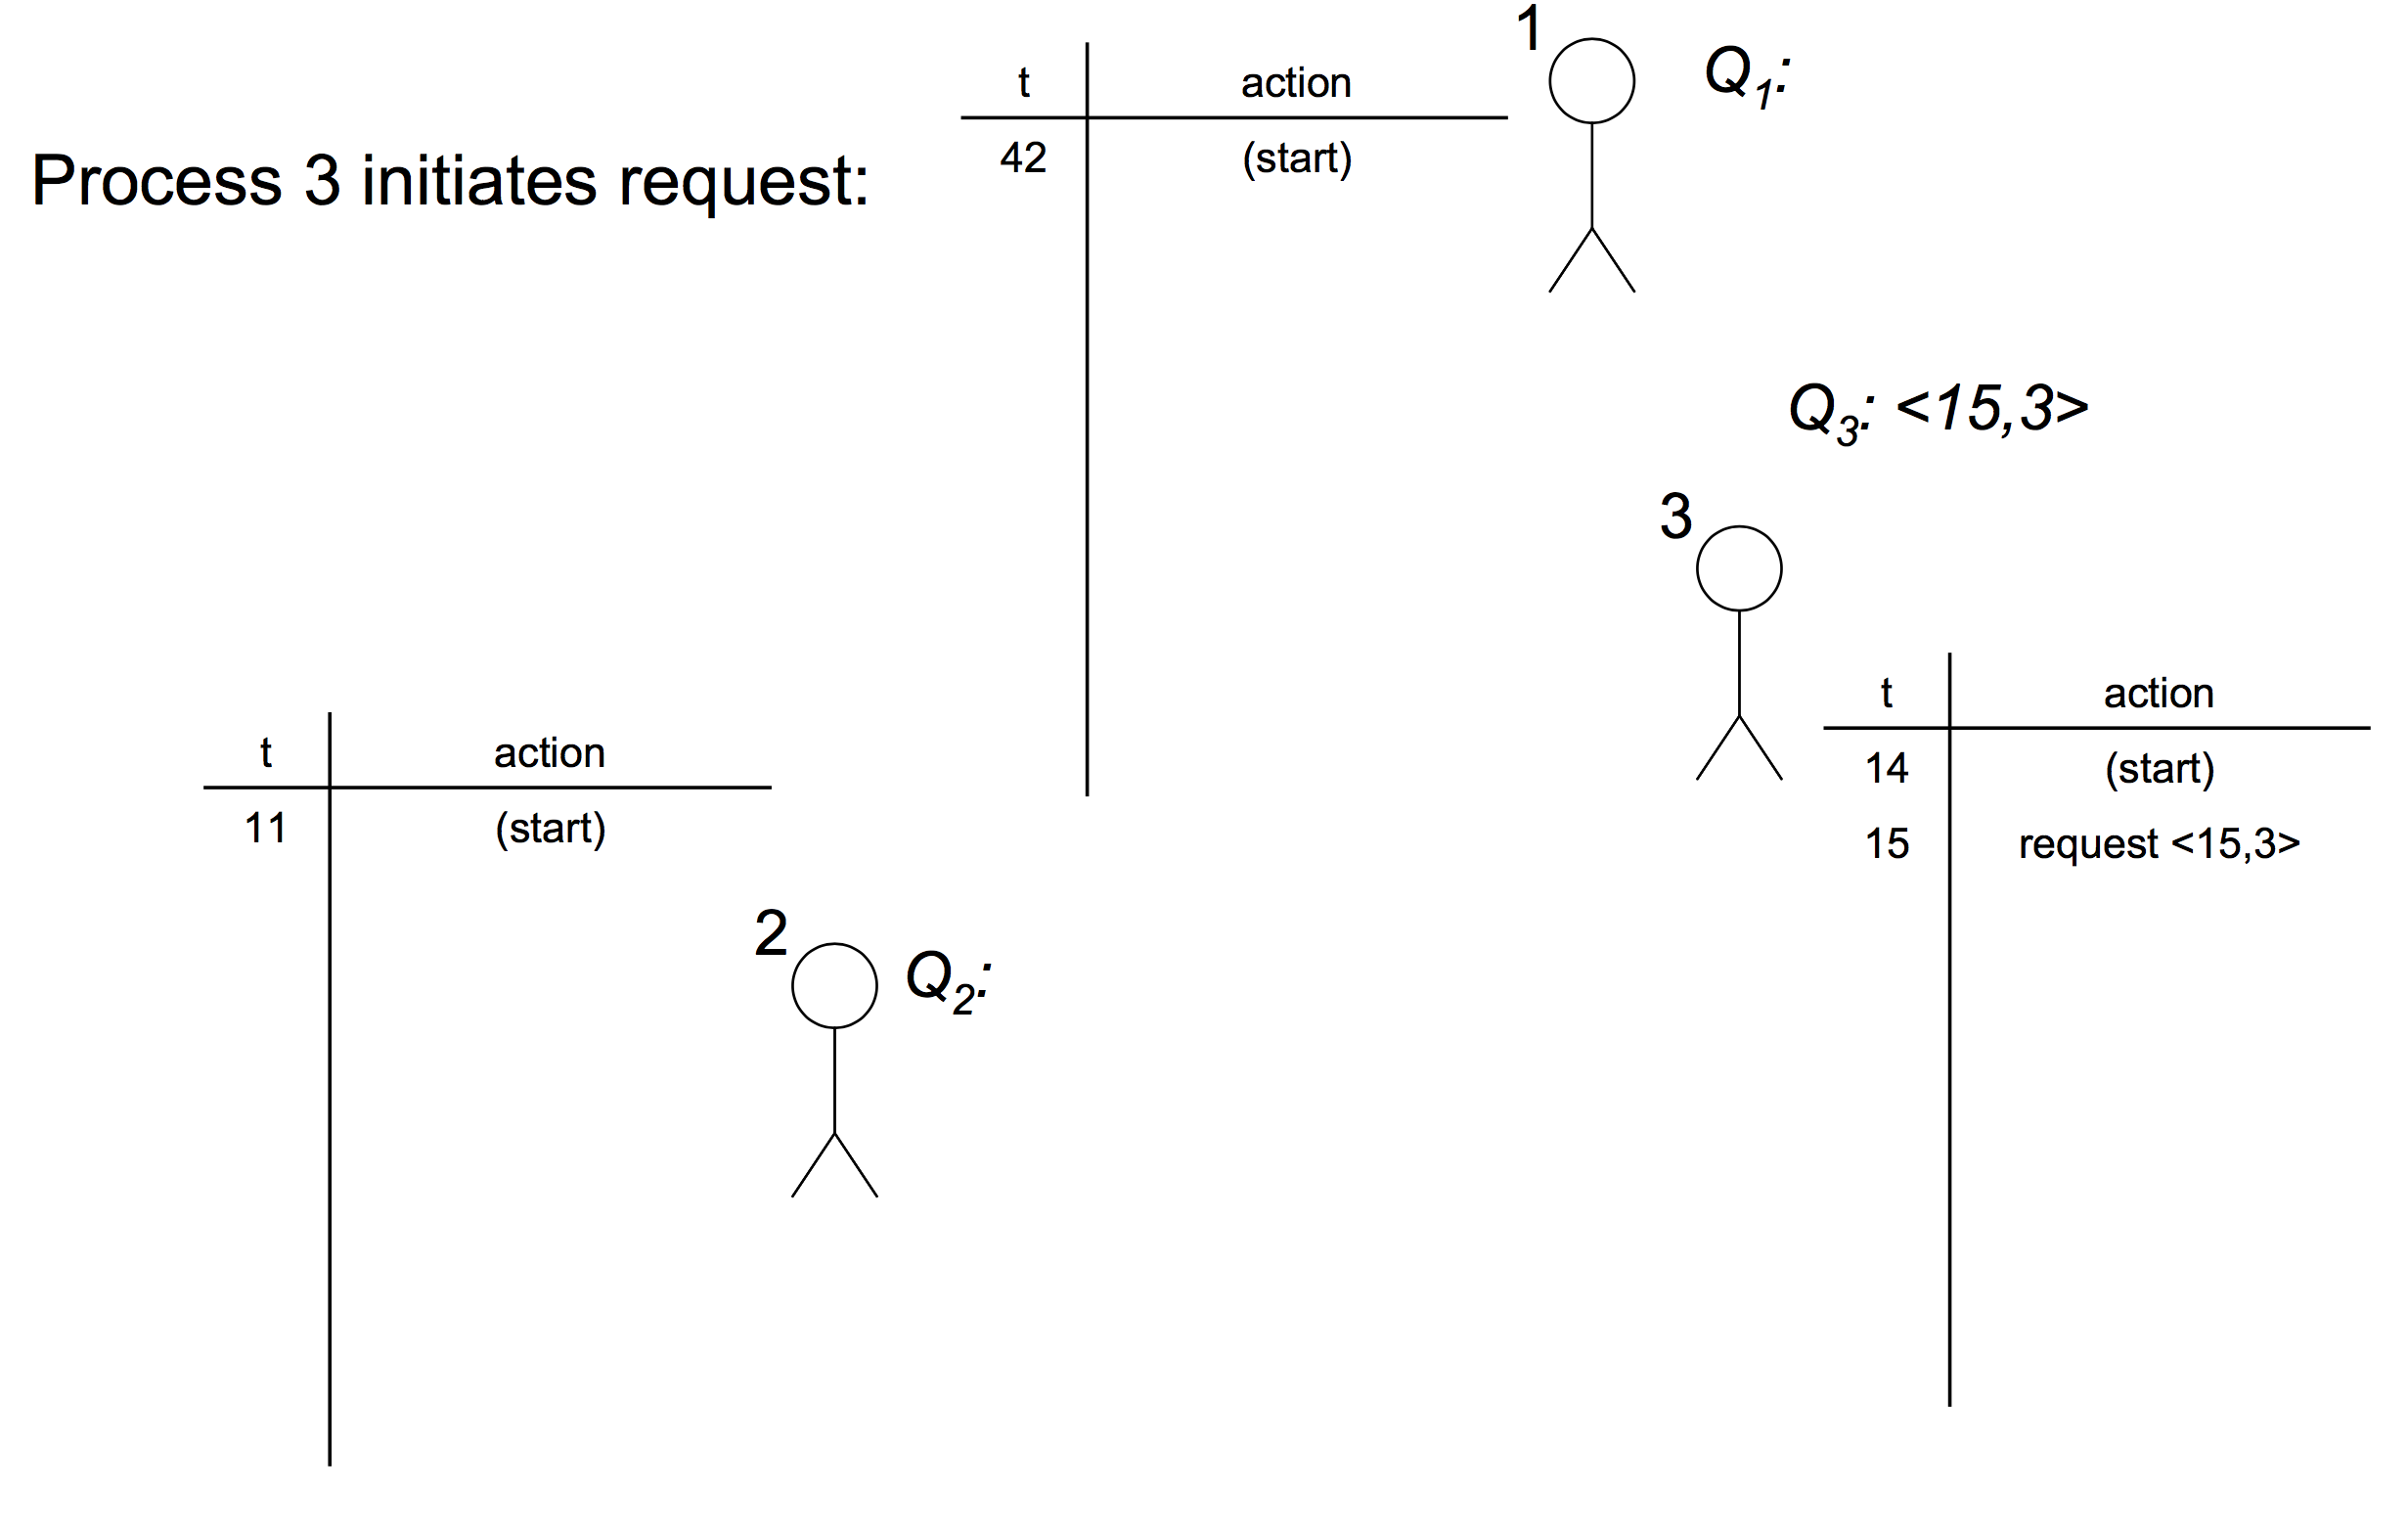 Process 3 initiates request:
t action
42 (start)
1
Q1:
Q3: <15,3>
3
t action
14 (start)
15 request <15,3>
t action
11 (start)
2
Q2: